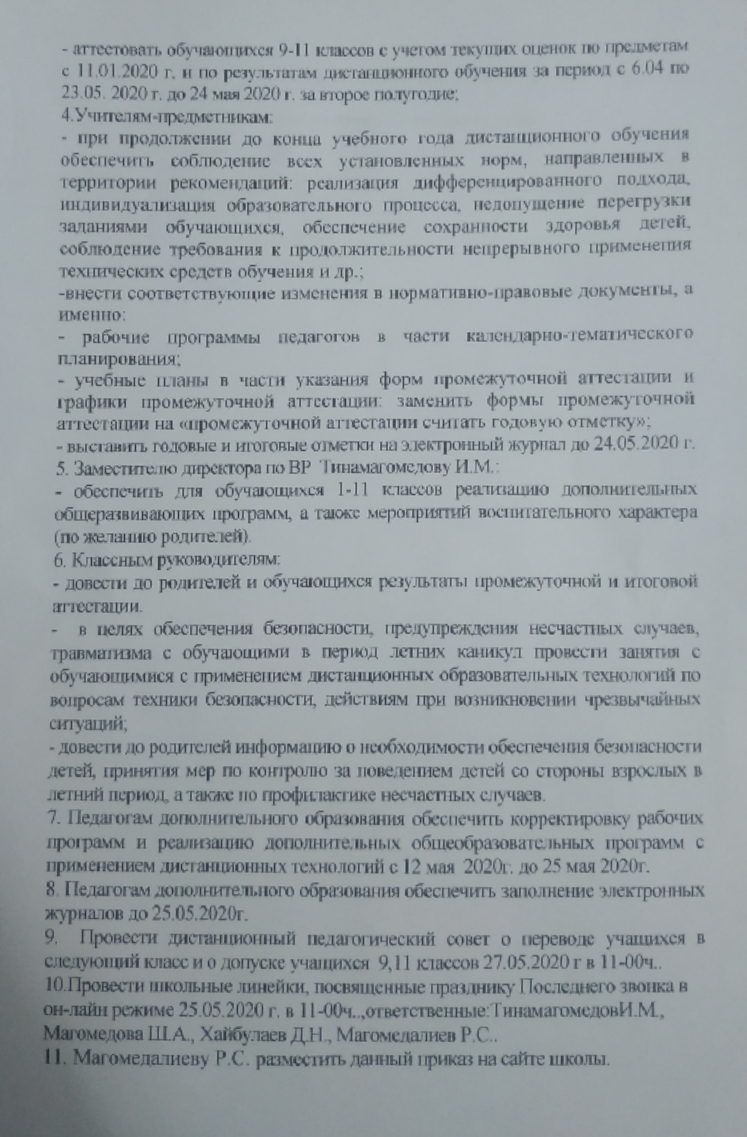 - аттестовать обучающихся 9-11 классов с учетом текущих оценок по предметам
с 11.01.2020 г. и по результатам дистанционного обучения за период с 6.04 по
23.05. 2020 г. до 24 мая 2020 г. за второе полугодие;
4.Учителям-предметникам:
- при продолжении до конца учебного года дистанционного обучения
обеспечить соблюдение всех установленных норм, направленных в
территории рекомендаций: реализация дифференцированного подхода,
индивидуализация образовательного процесса, недопущение перегрузки
заданиями обучающихся, обеспечение сохранности здоровья детей,
соблюдение требования к продолжительности непрерывного применения
технических средств обучения и др.;
-внести соответствующие изменения в нормативно-правовые документы, а
именно:
- рабочие программы педагогов в части календарно-тематического
планирования;
- учебные планы в части указания форм промежуточной аттестации и
графики промежуточной аттестации: заменить формы промежуточной
аттестации на «промежуточной аттестации считать годовую отметку»;
- выставить годовые и итоговые отметки на электронный журнал до 24.05.2020 г.
5. Заместителю директора по ВР Тинамагомедову И.М.:
- обеспечить для обучающихся 1-11 классов реализацию дополнительных
общеразвивающих программ, а также мероприятий воспитательного характера
(по желанию родителей).
6. Классным руководителям:
- довести до родителей и обучающихся результаты промежуточной и итоговой
аттестации.
- в целях обеспечения безопасности, предупреждения несчастных случаев,
травматизма с обучающими в период летних каникул провести занятия с
обучающимися с применением дистанционных образовательных технологий по
вопросам техники безопасности, действиям при возникновении чрезвычайных
ситуаций;
- довести до родителей информацию о необходимости обеспечения безопасности
детей, принятия мер по контролю за поведением детей со стороны взрослых в
летний период, а также по профилактике несчастных случаев.
7. Педагогам дополнительного образования обеспечить корректировку рабочих
программ и реализацию дополнительных общеобразовательных программ с
применением дистанционных технологий с 12 мая 2020г. до 25 мая 2020г.
8. Педагогам дополнительного образования обеспечить заполнение электронных
журналов до 25.05.2020г.
9. Провести дистанционный педагогический совет о переводе учащихся в
следующий класс и о допуске учащихся 9,11 классов 27.05.2020 г в 11-00ч..
10.Провести школьные линейки, посвященные празднику Последнего звонка в
он-лайн режиме 25.05.2020 г. в 11-00ч..,ответственные:ТинамагомедовИ.М.,
Магомедова Ш.А., Хайбулаев Д.Н., Магомедалиев Р.С..
11. Магомедалиеву Р.С. разместить данный приказ на сайте школы.